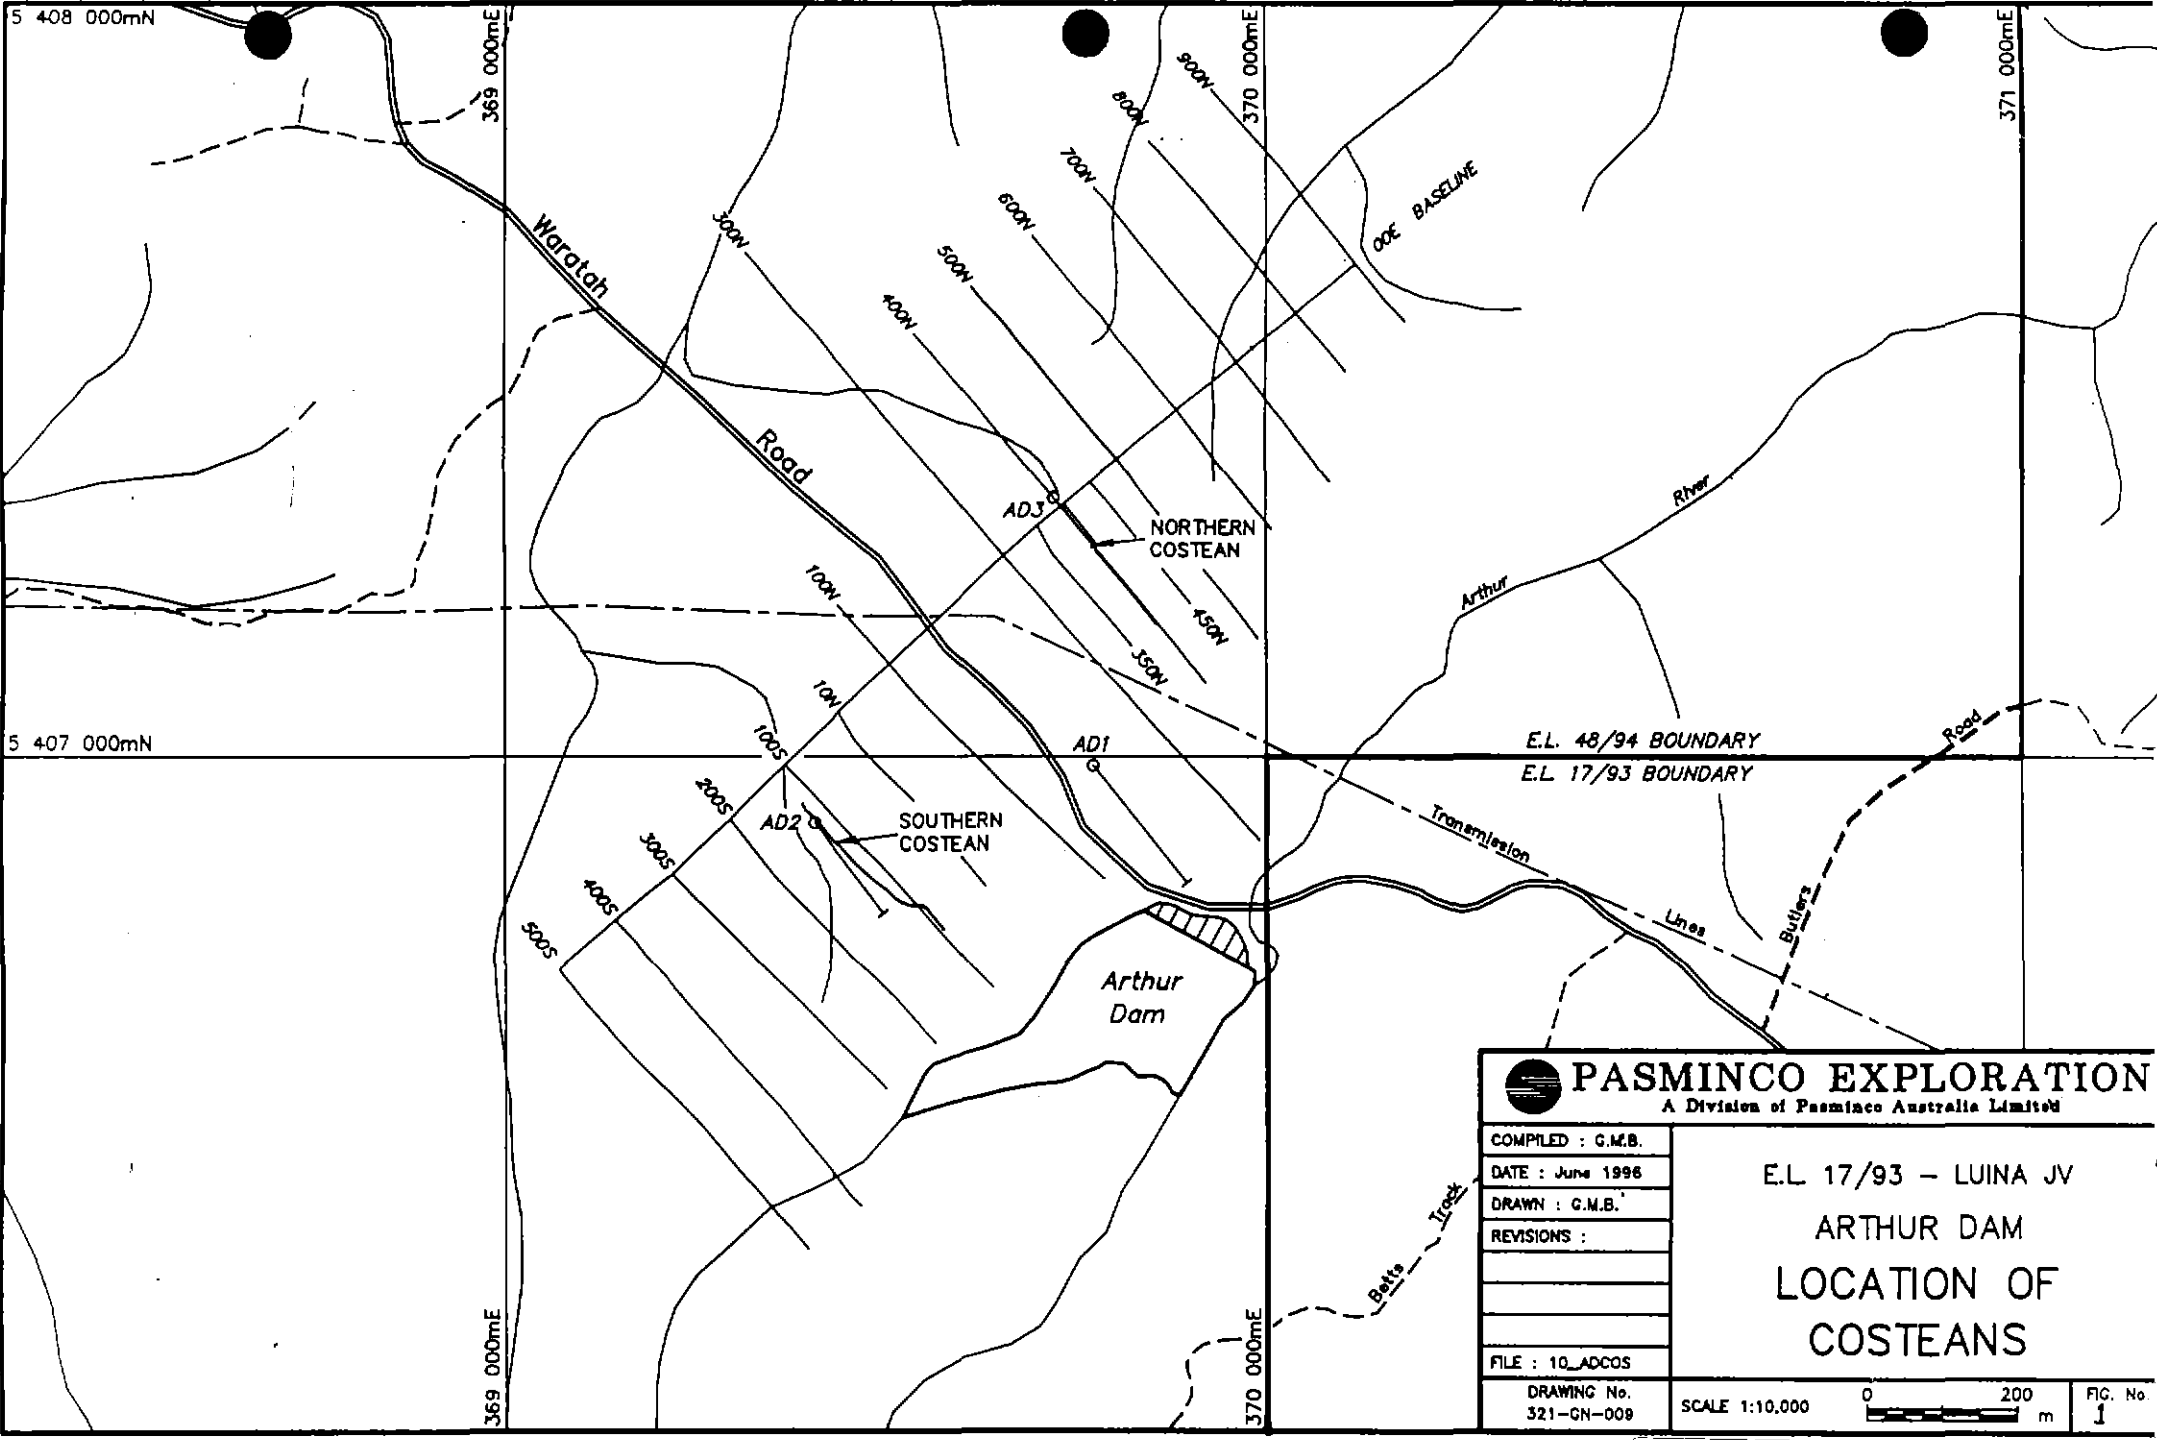 5 408 000mN
369 000mE
370 000mE
371 000mE
900N
800N
700N
600N
500N
400N
300N
OOE BASELINE
Waratah
Road
AD3
NORTHERN
COSTEAN
River
Arthur
100N
450N
350N
10N
100S
5 407 000mN
AD1
E.L. 48/94 BOUNDARY
E.L. 17/93 BOUNDARY
Road
200S
AD2
SOUTHERN
COSTEAN
Transmission
Lines
Butlers
300S
400S
500S
Arthur
Dam
Track
Betts
369 000mE
370 000mE
PASMINCO EXPLORATION
A Division of Pasminco Australia Limited
COMPILED : G.M.B.
DATE : June 1996
DRAWN : G.M.B.
REVISIONS :
FILE : 10_ADCOS
DRAWING No.
321-GN-009
E.L. 17/93 - LUINA JV
ARTHUR DAM
LOCATION OF
COSTEANS
SCALE 1:10,000
0 200
m
FIG. No.
1